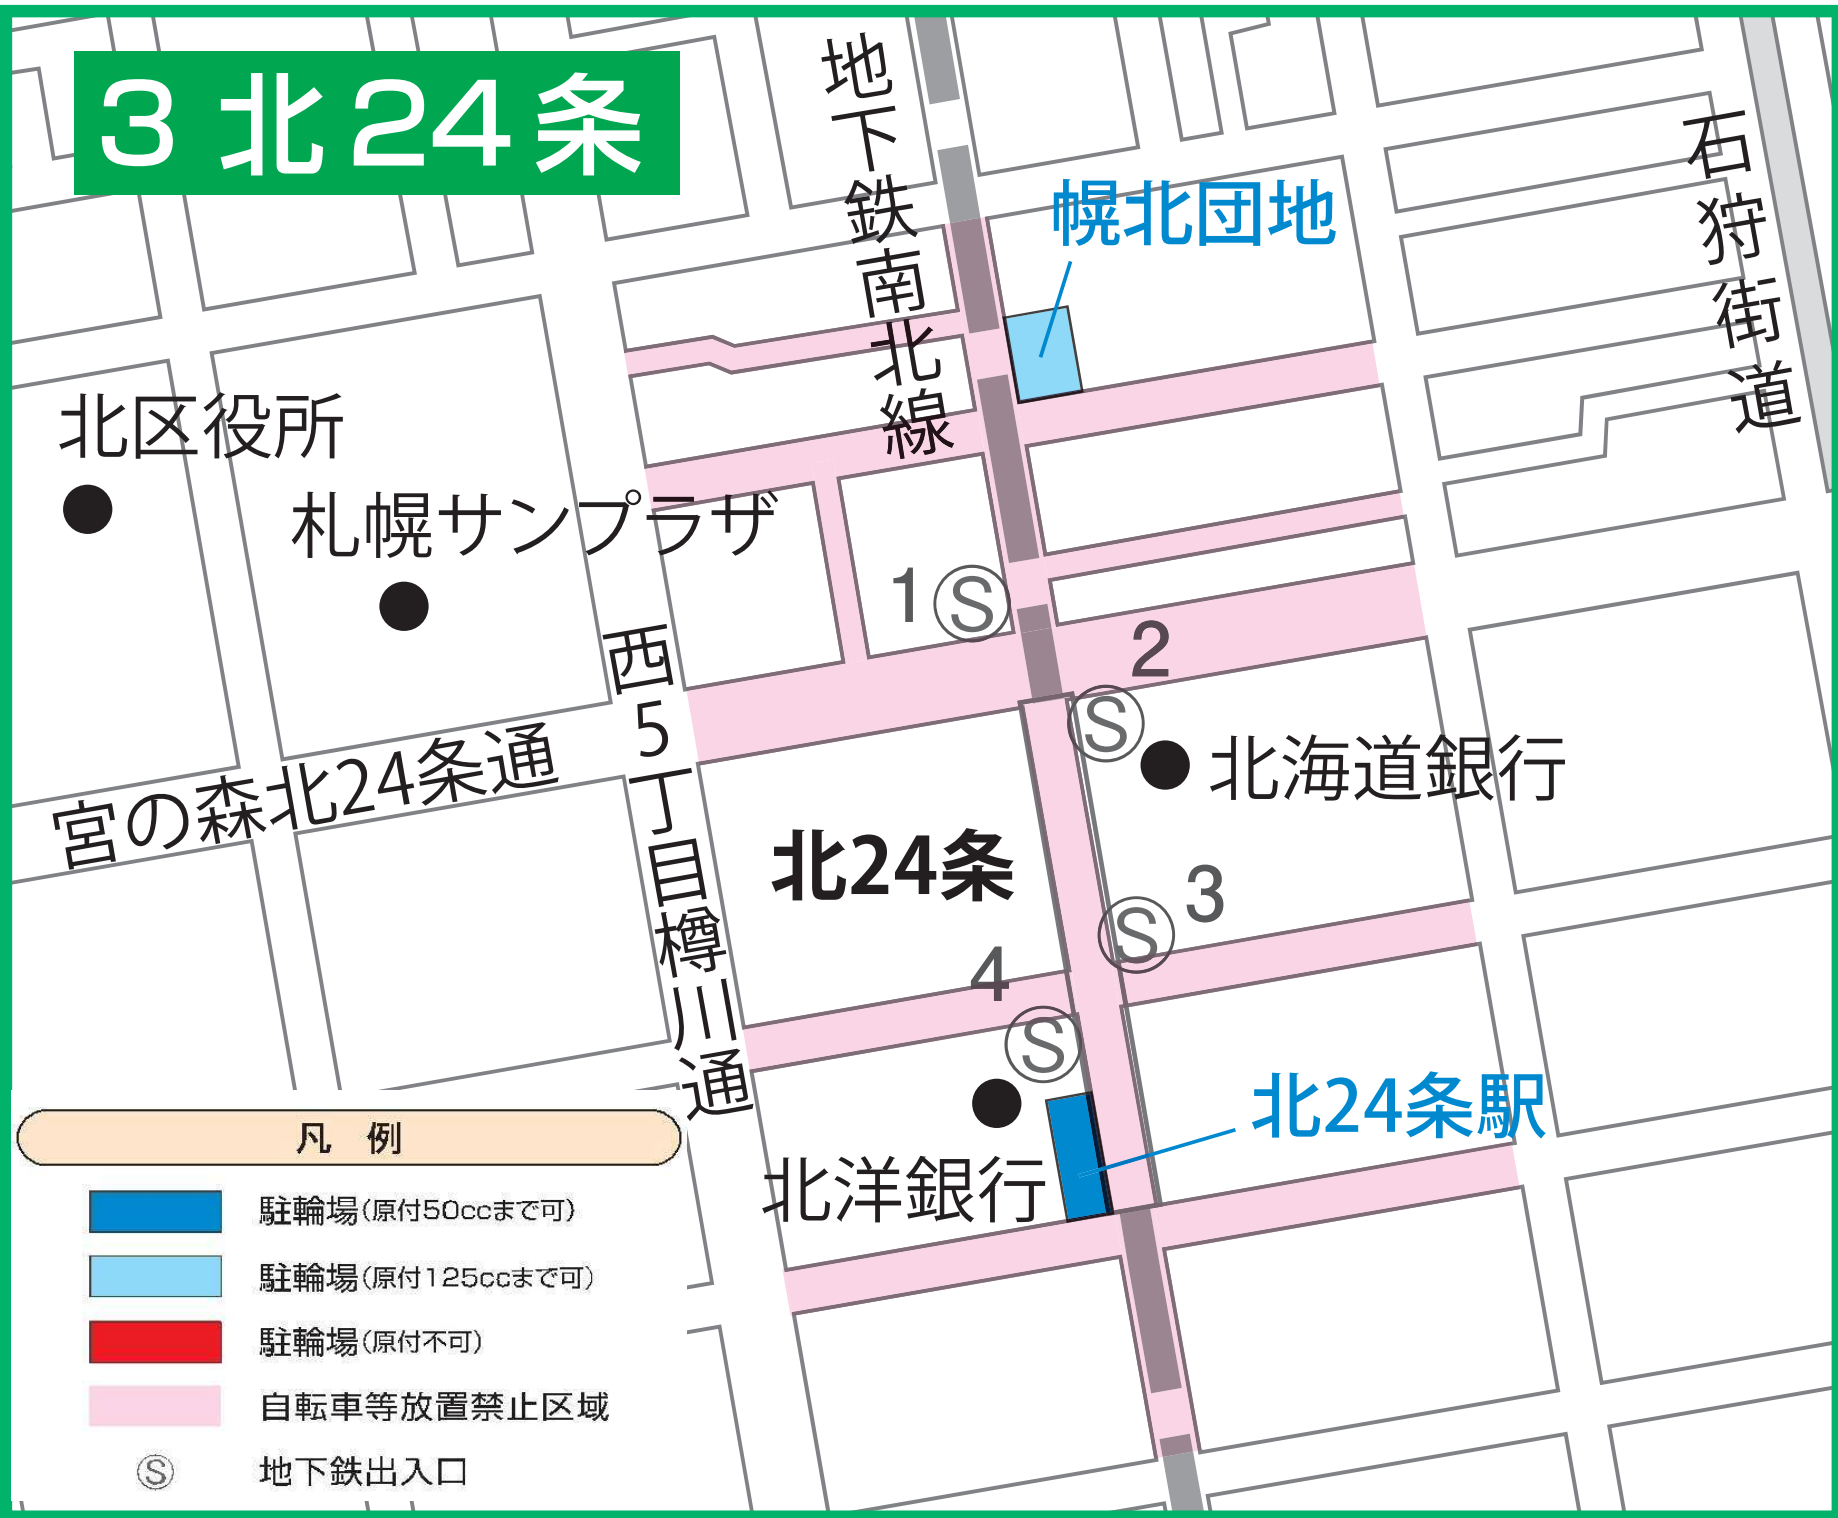 3 北24条
地下鉄南北線
幌北団地
石狩街道
北区役所
札幌サンプラザ
1 Ⓢ
2
Ⓢ
西5丁目樽川通
宮の森北24条通
北海道銀行
北24条
3
Ⓢ
4
Ⓢ
北24条駅
北洋銀行
凡 例
駐輪場(原付50ccまで可)
駐輪場(原付125ccまで可)
駐輪場(原付不可)
自転車等放置禁止区域
Ⓢ 地下鉄出入口